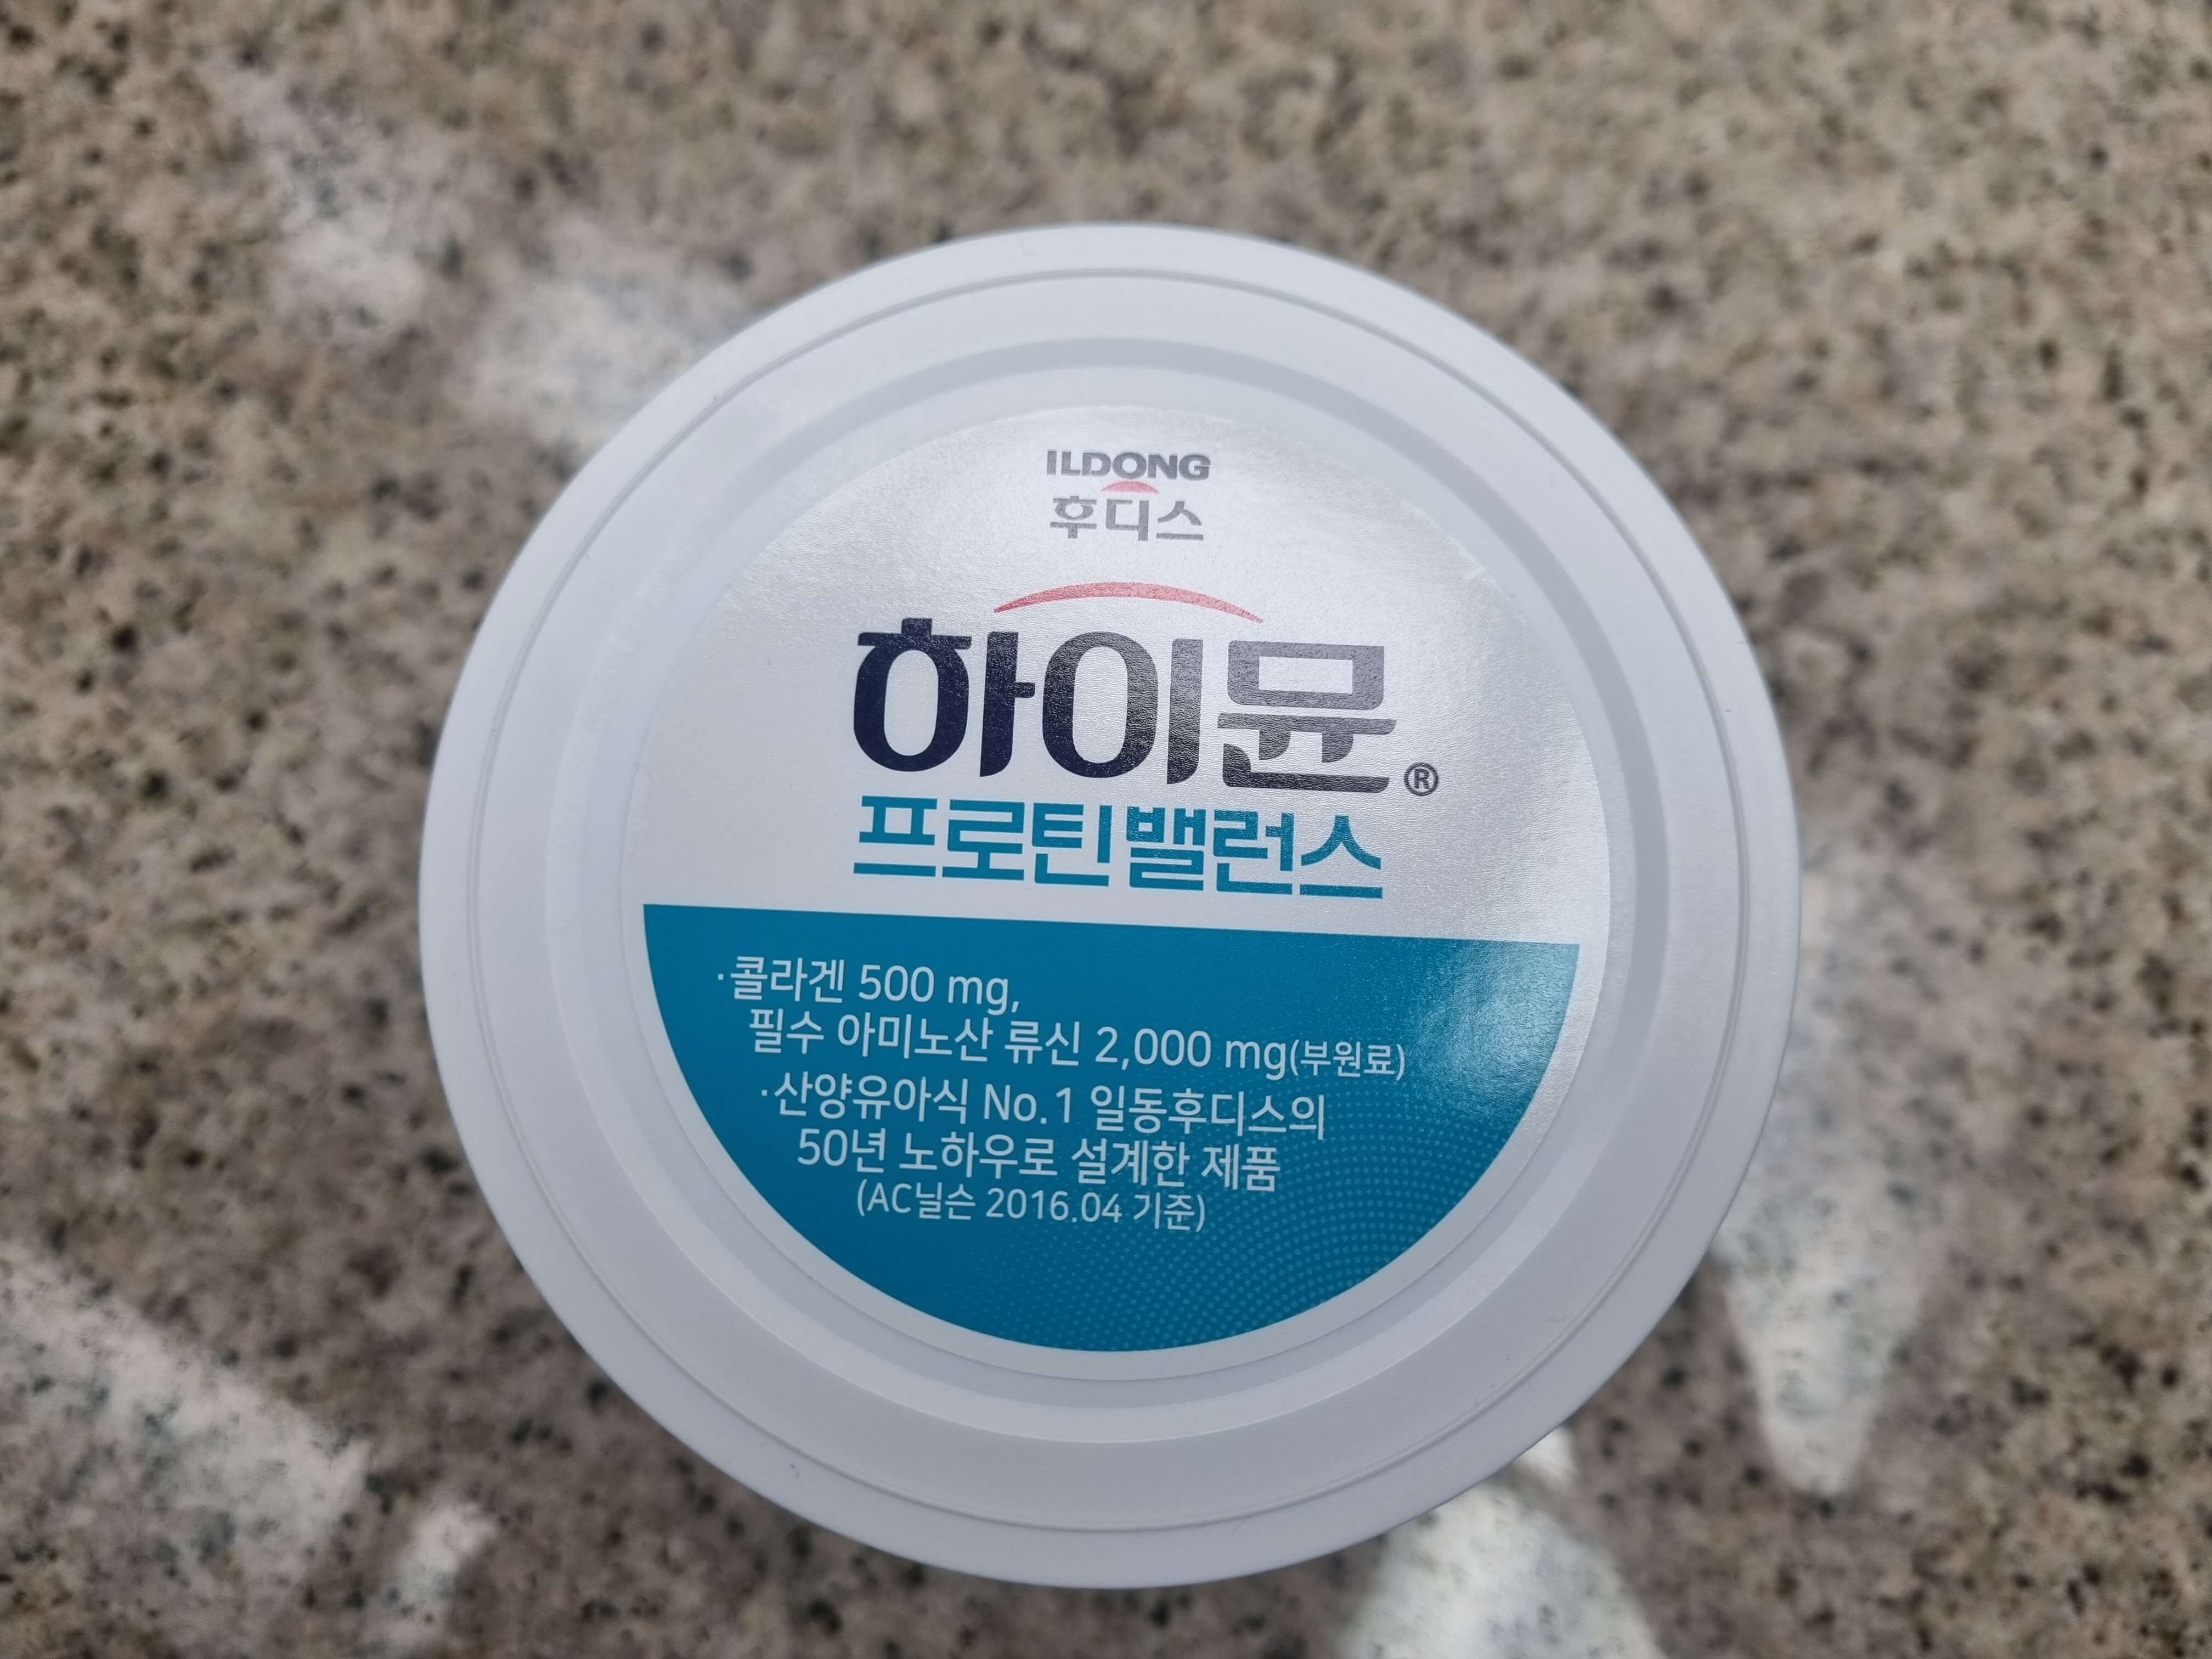 ILDONG
후디스
하이뮨®
프로틴밸런스
·콜라겐 500 mg,
필수 아미노산 류신 2,000 mg(부원료)
·산양유아식 No.1 일동후디스의
50년 노하우로 설계한 제품
(AC닐슨 2016.04 기준)